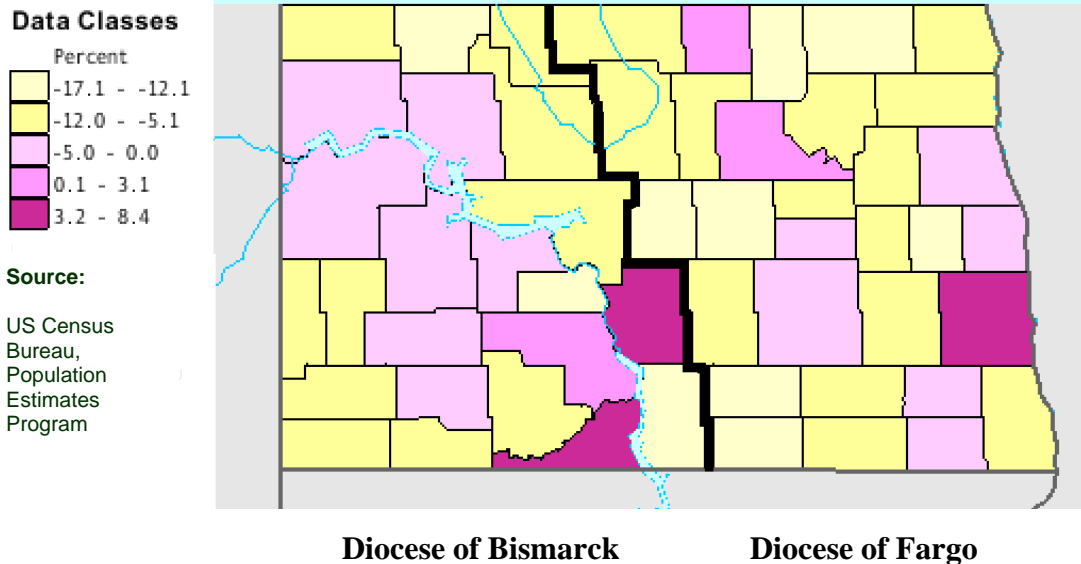 Data Classes
Percent
-17.1 - -12.1
-12.0 - -5.1
-5.0 - 0.0
0.1 - 3.1
3.2 - 8.4
Source:
US Census
Bureau,
Population
Estimates
Program
Diocese of Bismarck Diocese of Fargo